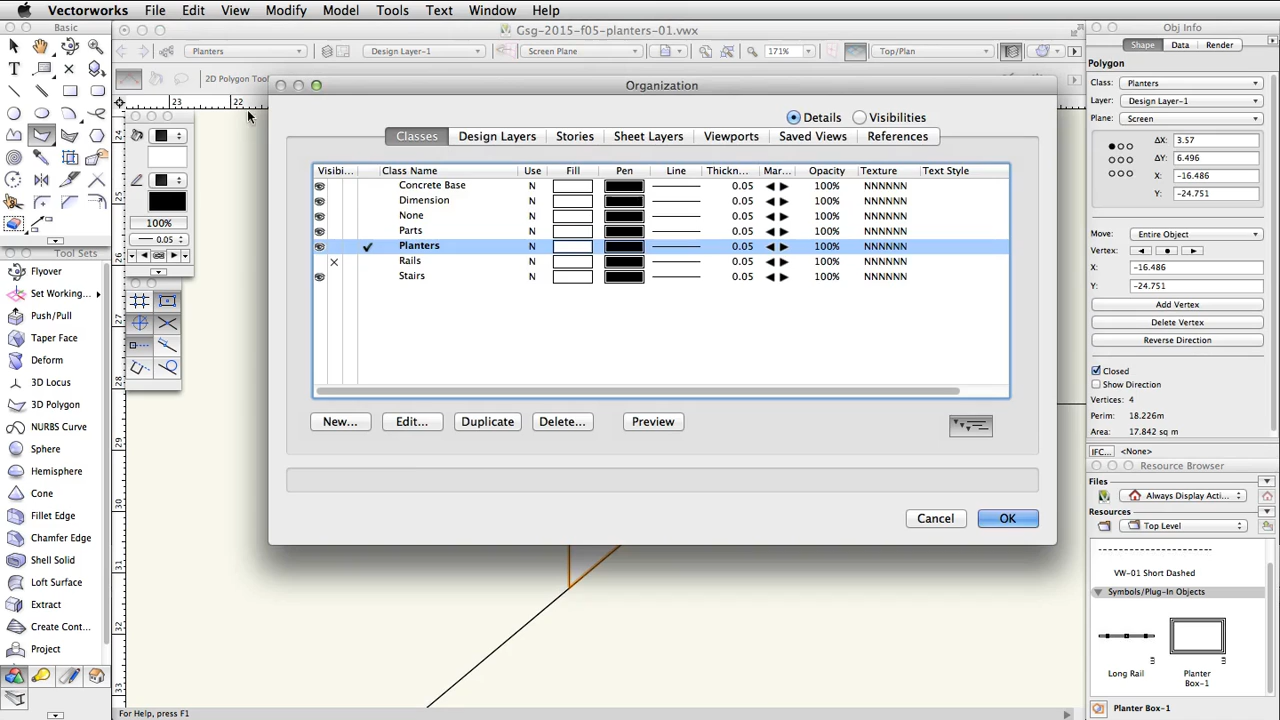 Vectorworks File Edit View Modify Model Tools Text Window Help
Basic
Gsg-2015-f05-planters-01.vwx
Obj Info
Planters Design Layer-1 Screen Plane 171% Top/Plan
Shape Data Render
2D Polygon Too
Polygon
Class: Planters
Layer: Design Layer-1
Plane: Screen
ΔX: 3.57
ΔY: 6.496
X: -16.486
Y: -24.751
Move: Entire Object
Vertex:
X: -16.486
Y: -24.751
Add Vertex
Delete Vertex
Reverse Direction
Closed
Show Direction
Vertices: 4
Perim: 18.226m
Area: 17.842 sq m
IFC... <None>
Resource Browser
Files
Always Display Acti...
Resources
Top Level
VW-01 Short Dashed
Symbols/Plug-In Objects
Long Rail
Planter Box-1
Planter Box-1
23 22
24
27
28
29
30
31
32
33
100%
0.05
Tool Sets
Flyover
Set Working...
Push/Pull
Taper Face
Deform
3D Locus
3D Polygon
NURBS Curve
Sphere
Hemisphere
Cone
Fillet Edge
Chamfer Edge
Shell Solid
Loft Surface
Extract
Create Cont...
Project
Organization
Details Visibilities
Classes Design Layers Stories Sheet Layers Viewports Saved Views References
Visibi... Class Name Use Fill Pen Line Thickn... Mar... Opacity Texture Text Style
Concrete Base N 0.05 100% NNNNNN
Dimension N 0.05 100% NNNNNN
None N 0.05 100% NNNNNN
Parts N 0.05 100% NNNNNN
Planters N 0.05 100% NNNNNN
Rails N 0.05 100% NNNNNN
Stairs N 0.05 100% NNNNNN
New... Edit... Duplicate Delete... Preview
Cancel OK
For Help, press F1